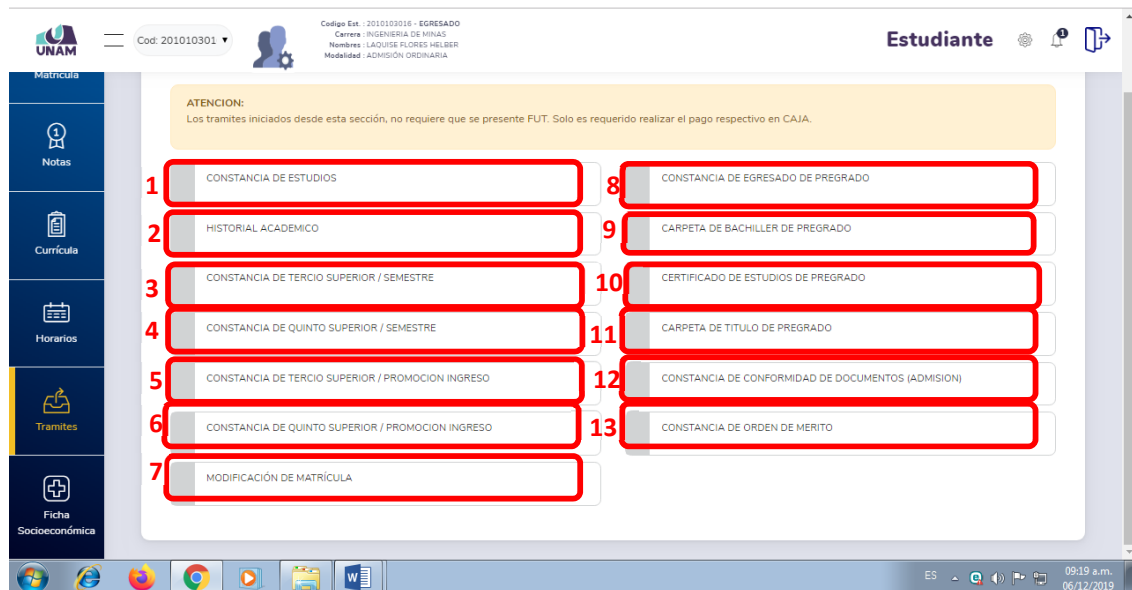 UNAM
Cod: 201010301
Codigo Est. : 2010103016 - EGRESADO
Carrera : INGENIERIA DE MINAS
Nombres : LAQUISE FLORES HELBER
Modalidad : ADMISIÓN ORDINARIA
Estudiante
1
Matricula
Notas
Currícula
Horarios
Tramites
Ficha
Socioeconómica
ATENCION:
Los tramites iniciados desde esta sección, no requiere que se presente FUT. Solo es requerido realizar el pago respectivo en CAJA.
1 CONSTANCIA DE ESTUDIOS
2 HISTORIAL ACADEMICO
3 CONSTANCIA DE TERCIO SUPERIOR / SEMESTRE
4 CONSTANCIA DE QUINTO SUPERIOR / SEMESTRE
5 CONSTANCIA DE TERCIO SUPERIOR / PROMOCION INGRESO
6 CONSTANCIA DE QUINTO SUPERIOR / PROMOCION INGRESO
7 MODIFICACIÓN DE MATRÍCULA
8 CONSTANCIA DE EGRESADO DE PREGRADO
9 CARPETA DE BACHILLER DE PREGRADO
10 CERTIFICADO DE ESTUDIOS DE PREGRADO
11 CARPETA DE TITULO DE PREGRADO
12 CONSTANCIA DE CONFORMIDAD DE DOCUMENTOS (ADMISION)
13 CONSTANCIA DE ORDEN DE MERITO
ES
09:19 a.m.
06/12/2019